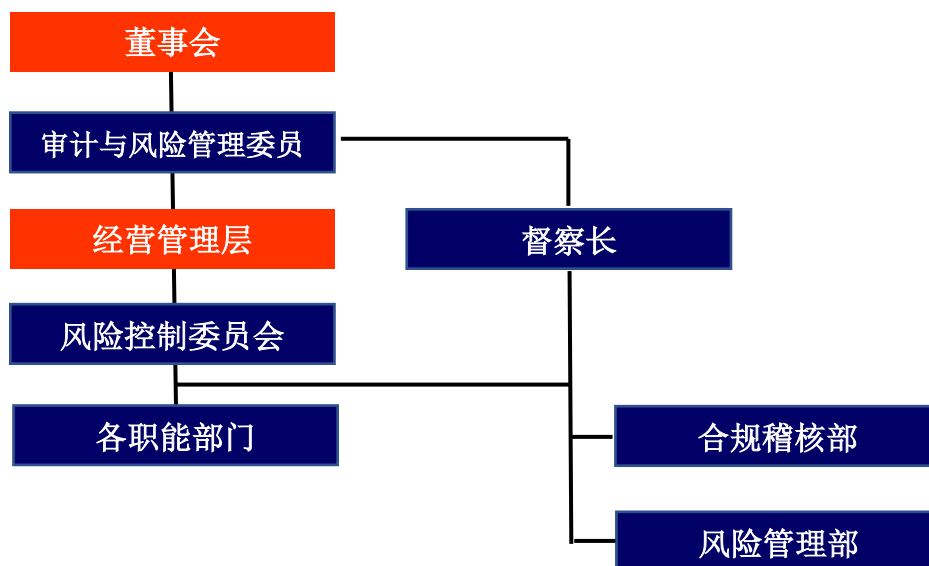 董事会
审计与风险管理委员
经营管理层
督察长
风险控制委员会
各职能部门
合规稽核部
风险管理部